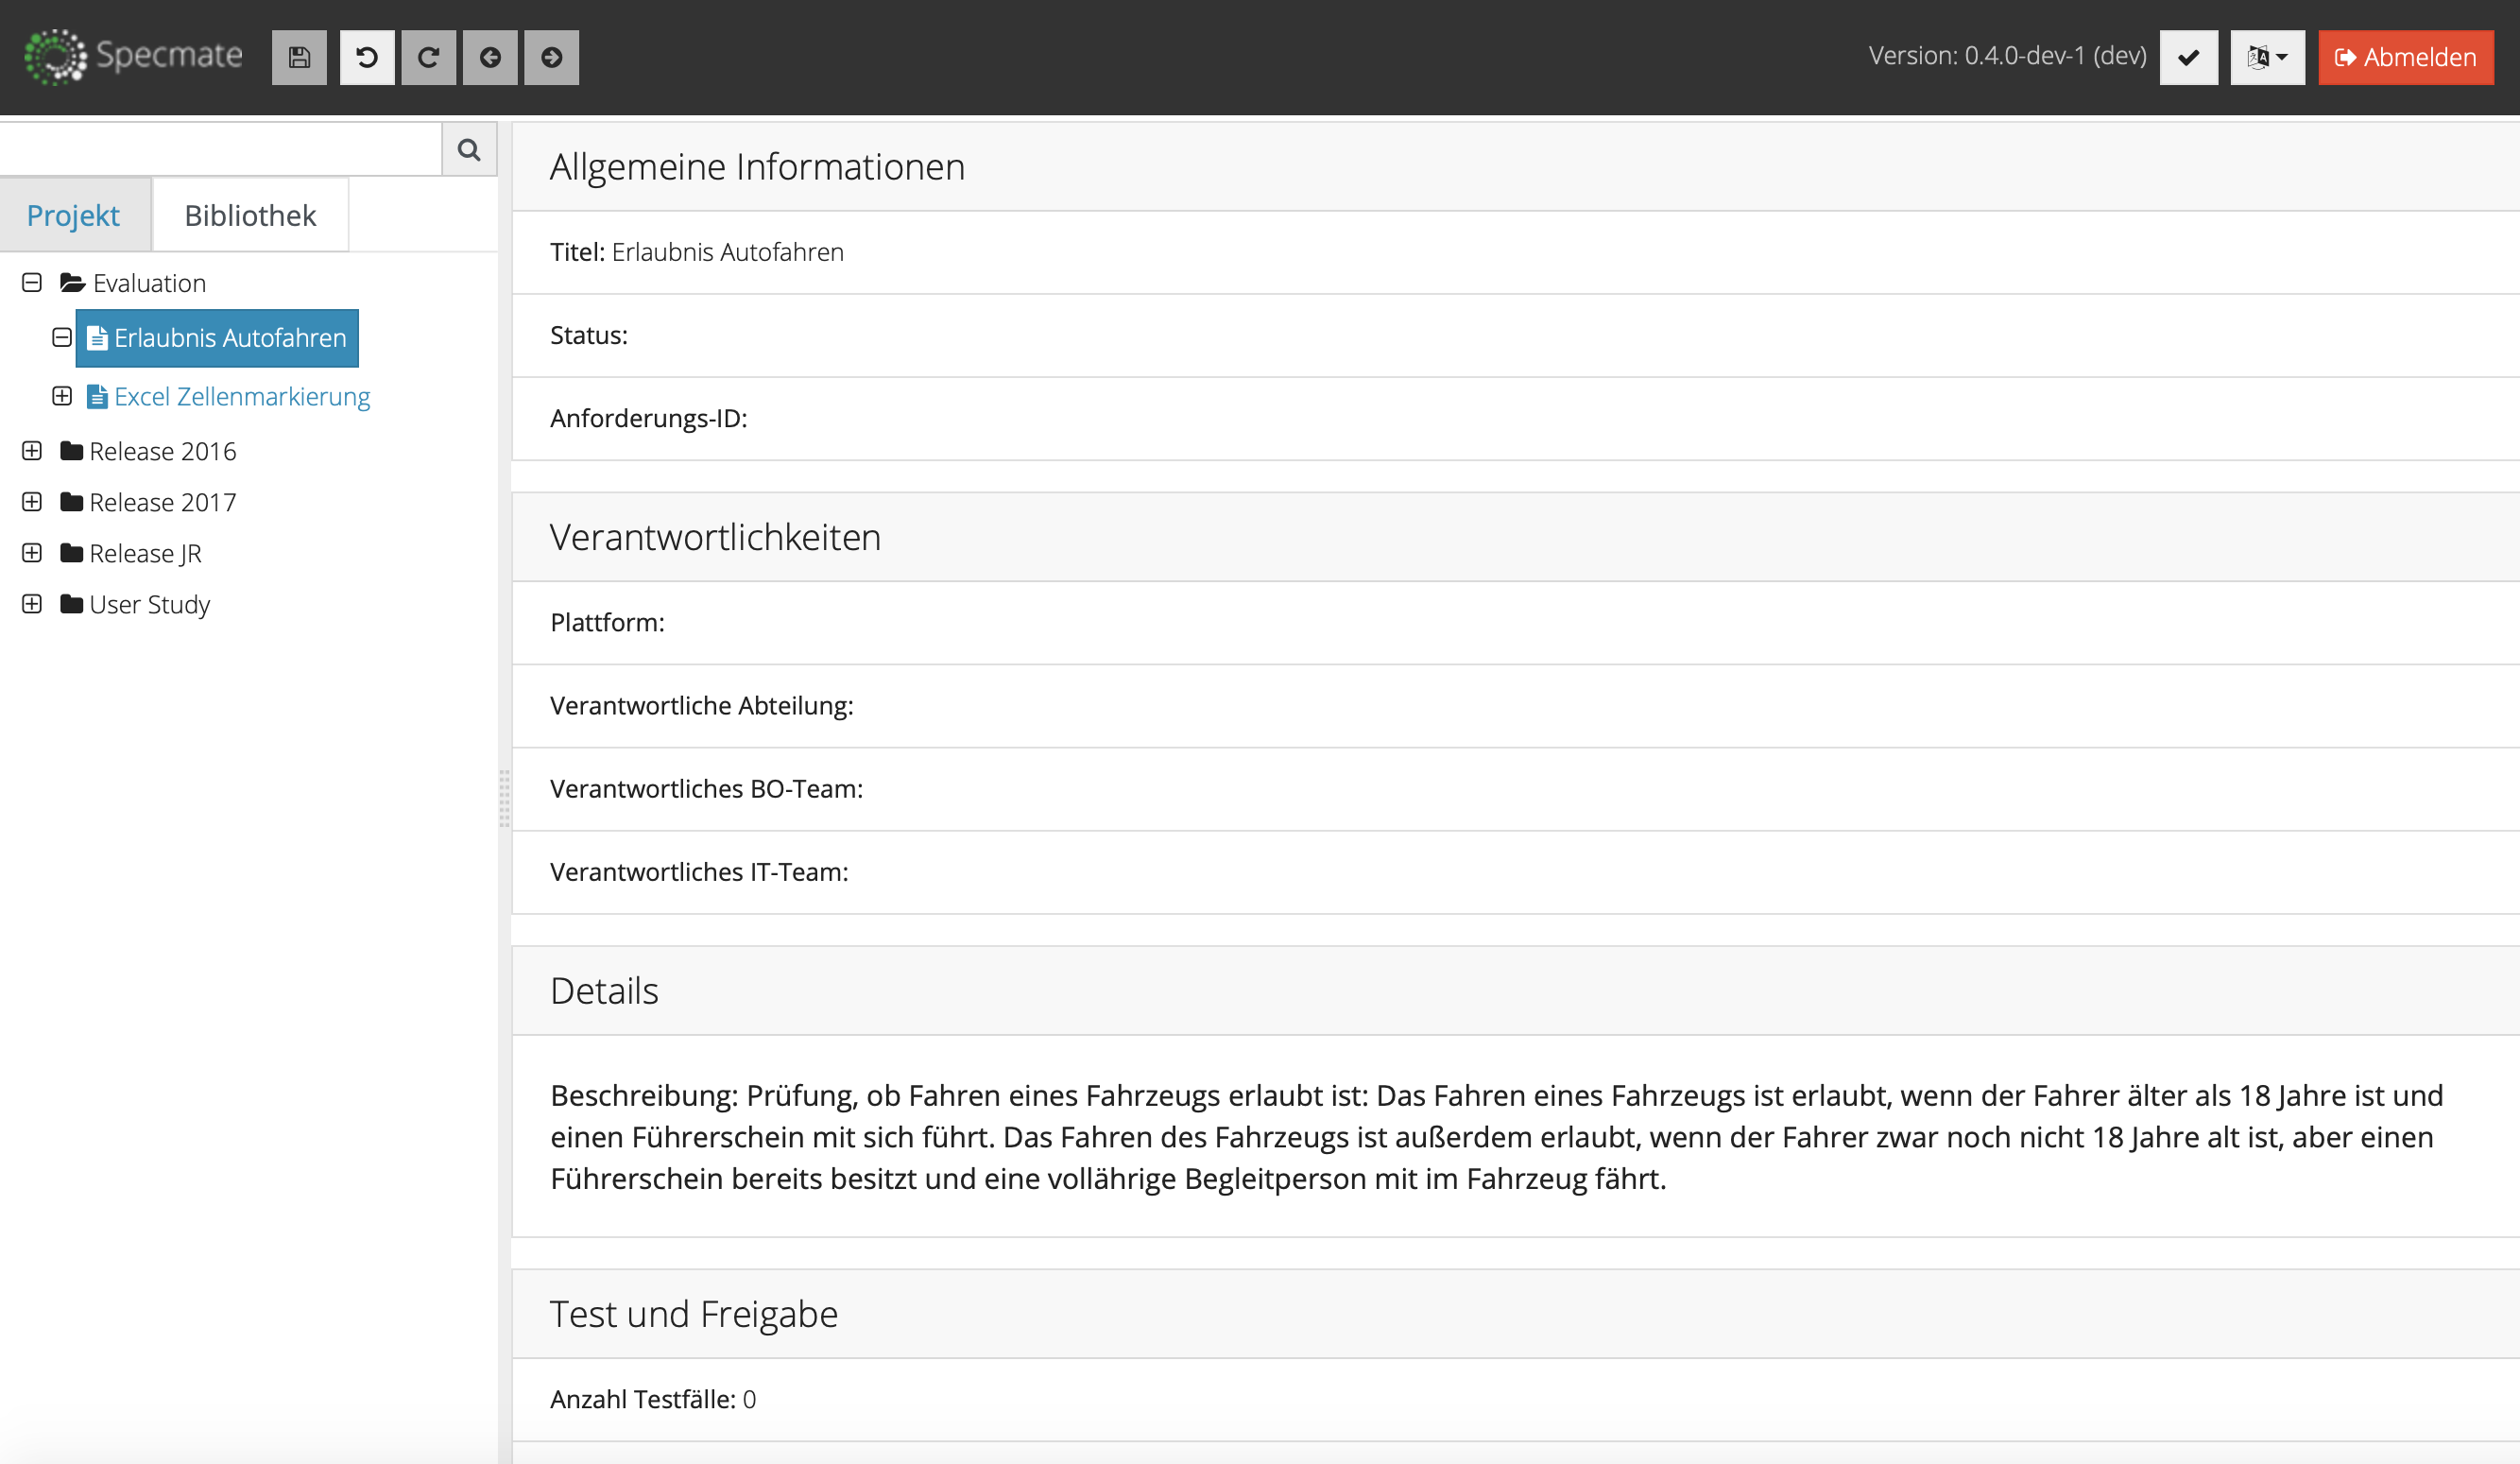 Specmate
Version: 0.4.0-dev-1 (dev)
Abmelden
Projekt
Bibliothek
Evaluation
Erlaubnis Autofahren
Excel Zellenmarkierung
Release 2016
Release 2017
Release JR
User Study
Allgemeine Informationen
Titel: Erlaubnis Autofahren
Status:
Anforderungs-ID:
Verantwortlichkeiten
Plattform:
Verantwortliche Abteilung:
Verantwortliches BO-Team:
Verantwortliches IT-Team:
Details
Beschreibung: Prüfung, ob Fahren eines Fahrzeugs erlaubt ist: Das Fahren eines Fahrzeugs ist erlaubt, wenn der Fahrer älter als 18 Jahre ist und
einen Führerschein mit sich führt. Das Fahren des Fahrzeugs ist außerdem erlaubt, wenn der Fahrer zwar noch nicht 18 Jahre alt ist, aber einen
Führerschein bereits besitzt und eine vollährige Begleitperson mit im Fahrzeug fährt.
Test und Freigabe
Anzahl Testfälle: 0